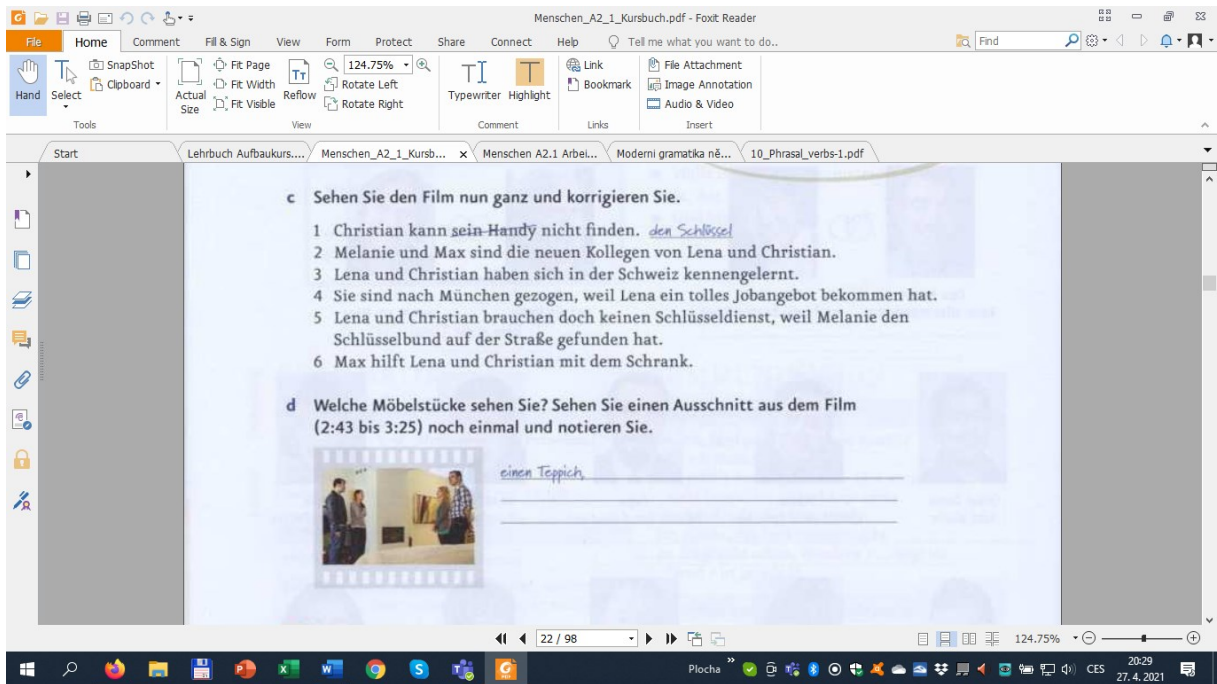 Menschen_A2_1_Kursbuch.pdf - Foxit Reader
File Home Comment Fill & Sign View Form Protect Share Connect Help Tell me what you want to do.. Find
Hand
Select
SnapShot
Clipboard
Actual Size
Fit Page
Fit Width
Fit Visible
Reflow
124.75%
Rotate Left
Rotate Right
Typewriter
Highlight
Link
Bookmark
File Attachment
Image Annotation
Audio & Video
Tools View Comment Links Insert
Start Lehrbuch Aufbaukurs.... Menschen_A2_1_Kursb... x Menschen A2.1 Arbei... Moderni gramatika ně... 10_Phrasal_verbs-1.pdf
c Sehen Sie den Film nun ganz und korrigieren Sie.
1 Christian kann sein Handy nicht finden. den Schlüssel
2 Melanie und Max sind die neuen Kollegen von Lena und Christian.
3 Lena und Christian haben sich in der Schweiz kennengelernt.
4 Sie sind nach München gezogen, weil Lena ein tolles Jobangebot bekommen hat.
5 Lena und Christian brauchen doch keinen Schlüsseldienst, weil Melanie den
Schlüsselbund auf der Straße gefunden hat.
6 Max hilft Lena und Christian mit dem Schrank.
d Welche Möbelstücke sehen Sie? Sehen Sie einen Ausschnitt aus dem Film
(2:43 bis 3:25) noch einmal und notieren Sie.
einen Teppich,
22 / 98
124.75%
Plocha
CES
20:29
27. 4. 2021